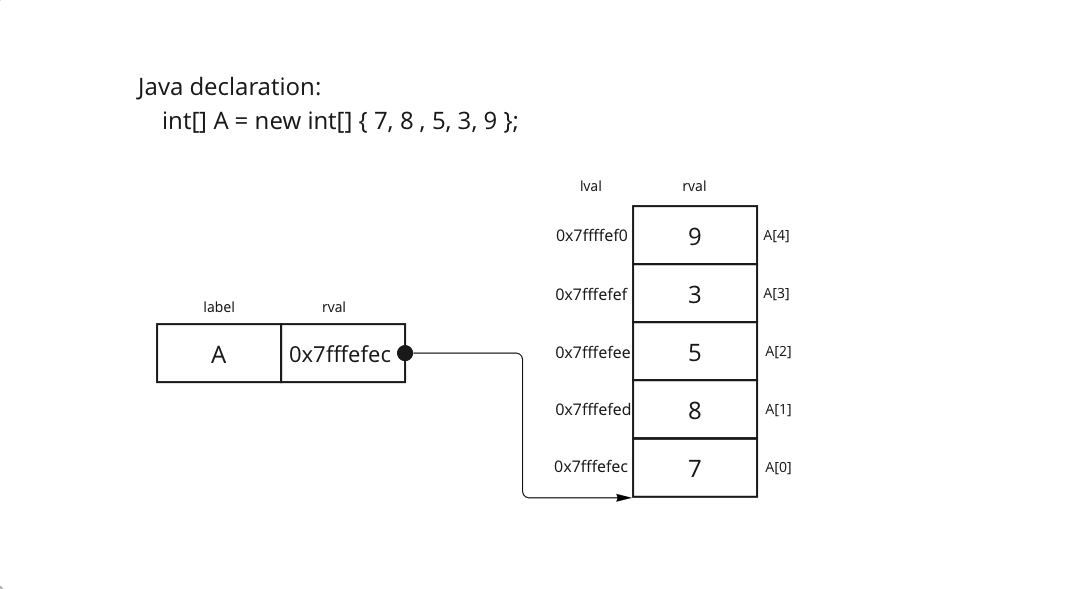 Java declaration:
int[] A = new int[] { 7, 8 , 5, 3, 9 };
lval rval
0x7ffffef0 9 A[4]
0x7fffefef 3 A[3]
label rval
A 0x7fffefec
0x7fffefee 5 A[2]
0x7fffefed 8 A[1]
0x7fffefec 7 A[0]